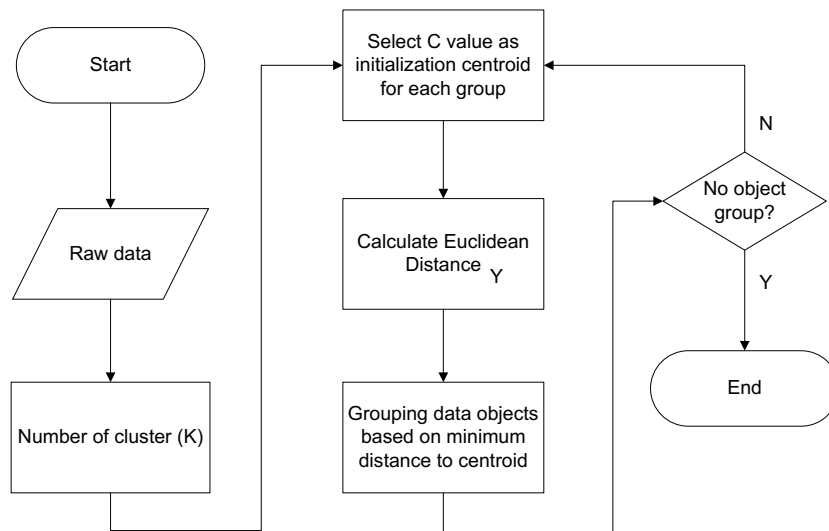 Start
Raw data
Number of cluster (K)
Select C value as
initialization centroid
for each group
Calculate Euclidean
Distance
Y
Grouping data objects
based on minimum
distance to centroid
N
No object
group?
Y
End